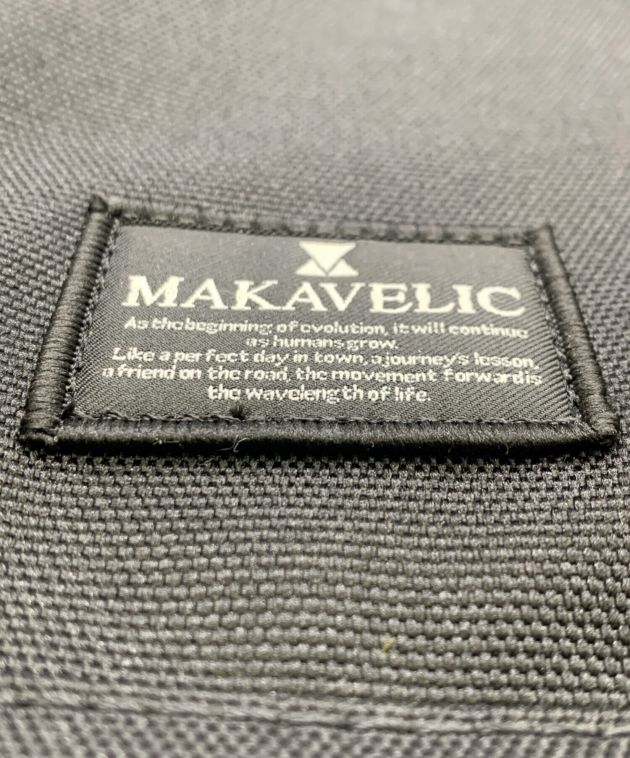 MAKAVELIC
As the beginning of evolution, it will continue
as humans grow.
Like a perfect day in town, a journey's lesson,
a friend on the road, the movement forward is
the wavelength of life.